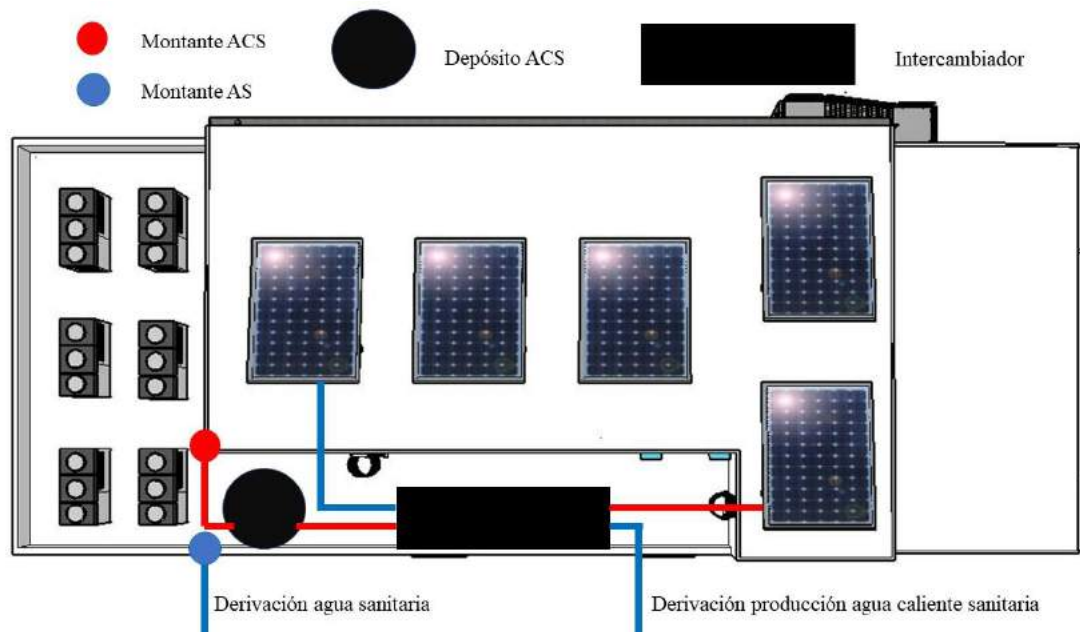 Montante ACS
Depósito ACS
Intercambiador
Montante AS
Derivación agua sanitaria
Derivación producción agua caliente sanitaria